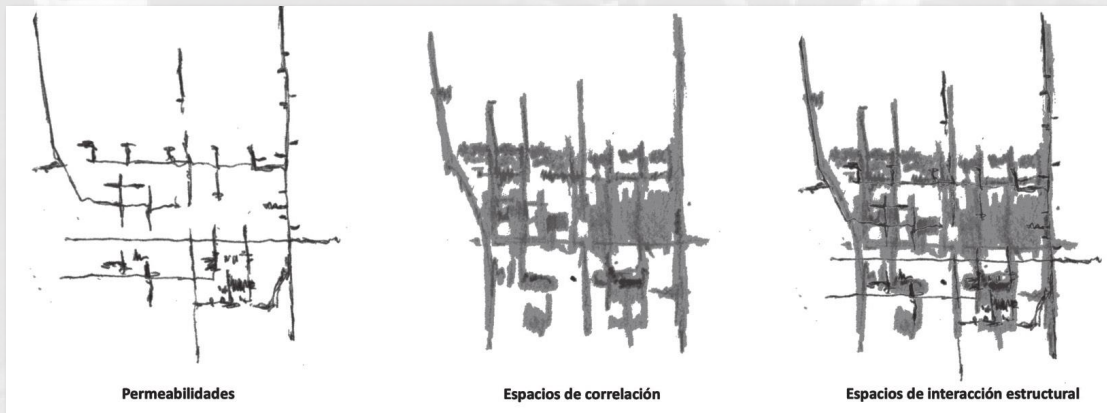 Permeabilidades
Espacios de correlación
Espacios de interacción estructural